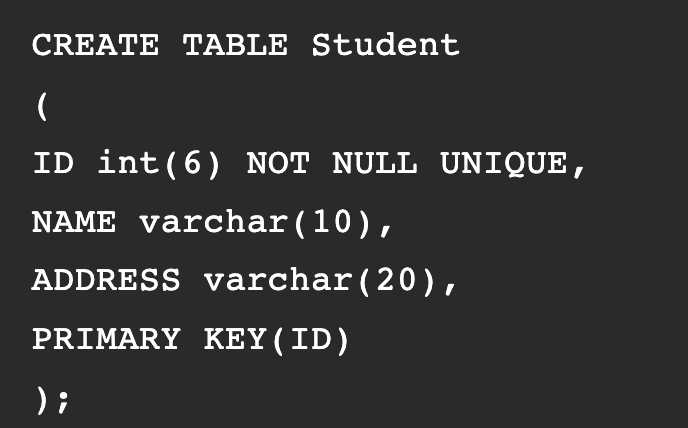 CREATE TABLE Student
(
ID int(6) NOT NULL UNIQUE,
NAME varchar(10),
ADDRESS varchar(20),
PRIMARY KEY(ID)
);